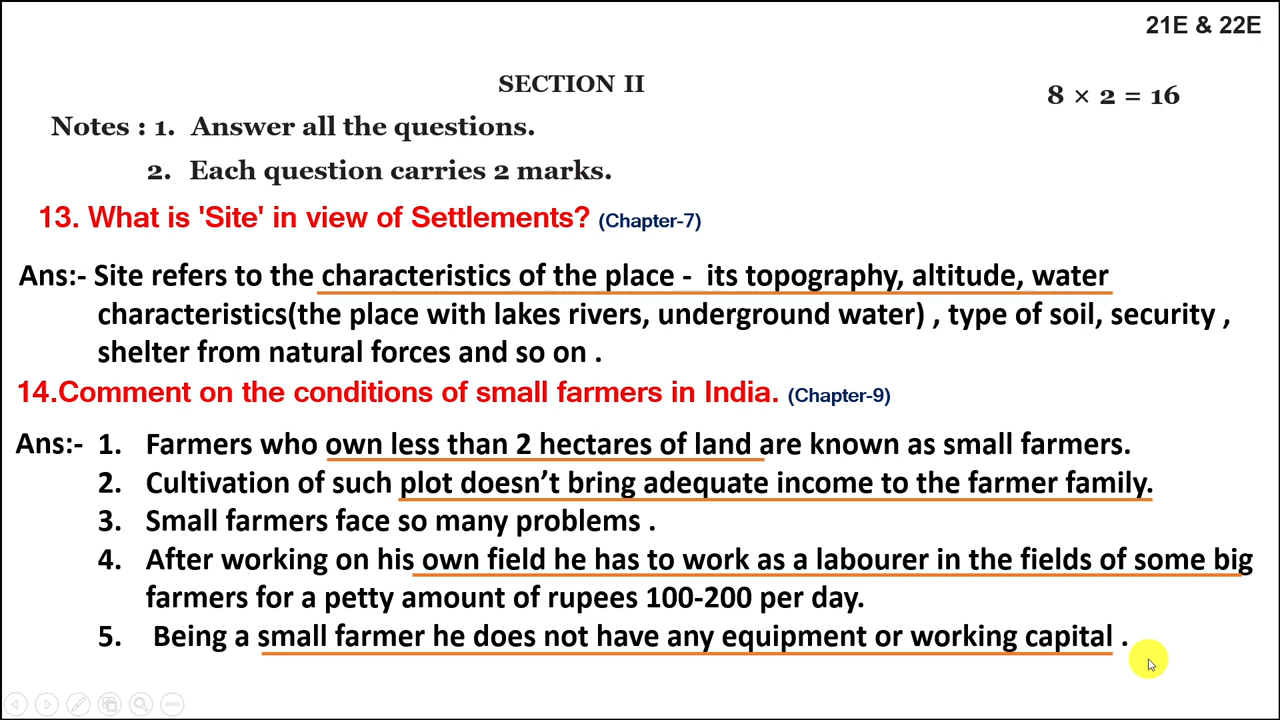 21E & 22E
SECTION II
8 × 2 = 16
Notes : 1. Answer all the questions.
2. Each question carries 2 marks.
13. What is 'Site' in view of Settlements? (Chapter-7)
Ans:- Site refers to the characteristics of the place - its topography, altitude, water
characteristics(the place with lakes rivers, underground water) , type of soil, security ,
shelter from natural forces and so on .
14.Comment on the conditions of small farmers in India. (Chapter-9)
Ans:- 1. Farmers who own less than 2 hectares of land are known as small farmers.
2. Cultivation of such plot doesn’t bring adequate income to the farmer family.
3. Small farmers face so many problems .
4. After working on his own field he has to work as a labourer in the fields of some big
farmers for a petty amount of rupees 100-200 per day.
5. Being a small farmer he does not have any equipment or working capital .